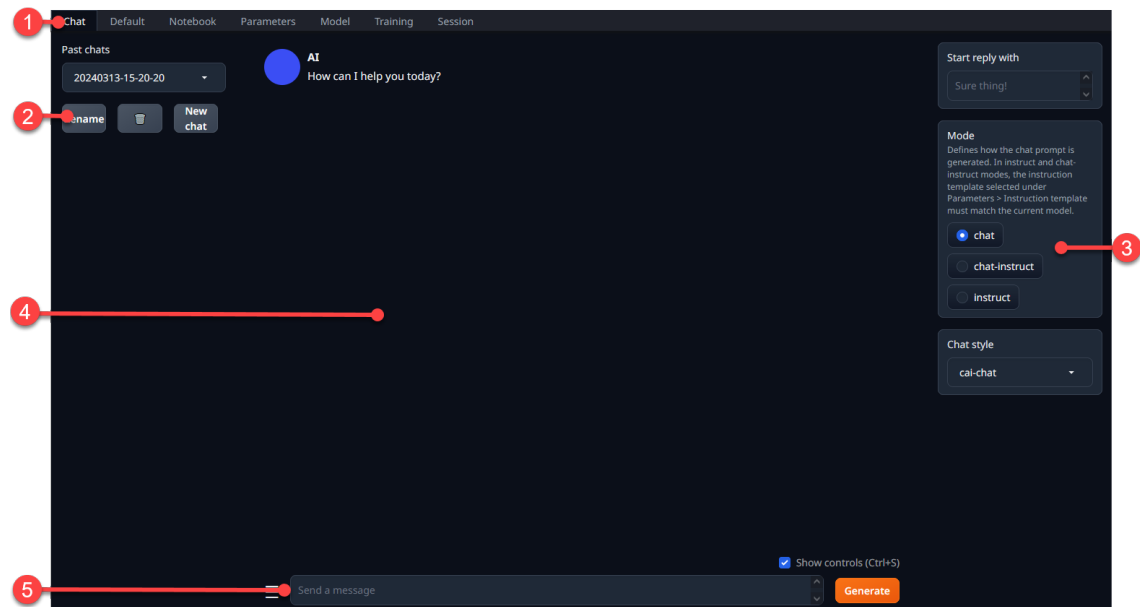 1
Chat Default Notebook Parameters Model Training Session
Past chats
20240313-15-20-20
2
ename
New
chat
AI
How can I help you today?
Start reply with
Sure thing!
Mode
Defines how the chat prompt is
generated. In instruct and chat-
instruct modes, the instruction
template selected under
Parameters > Instruction template
must match the current model.
chat
3
chat-instruct
instruct
4
Chat style
cai-chat
Show controls (Ctrl+S)
5
Send a message
Generate